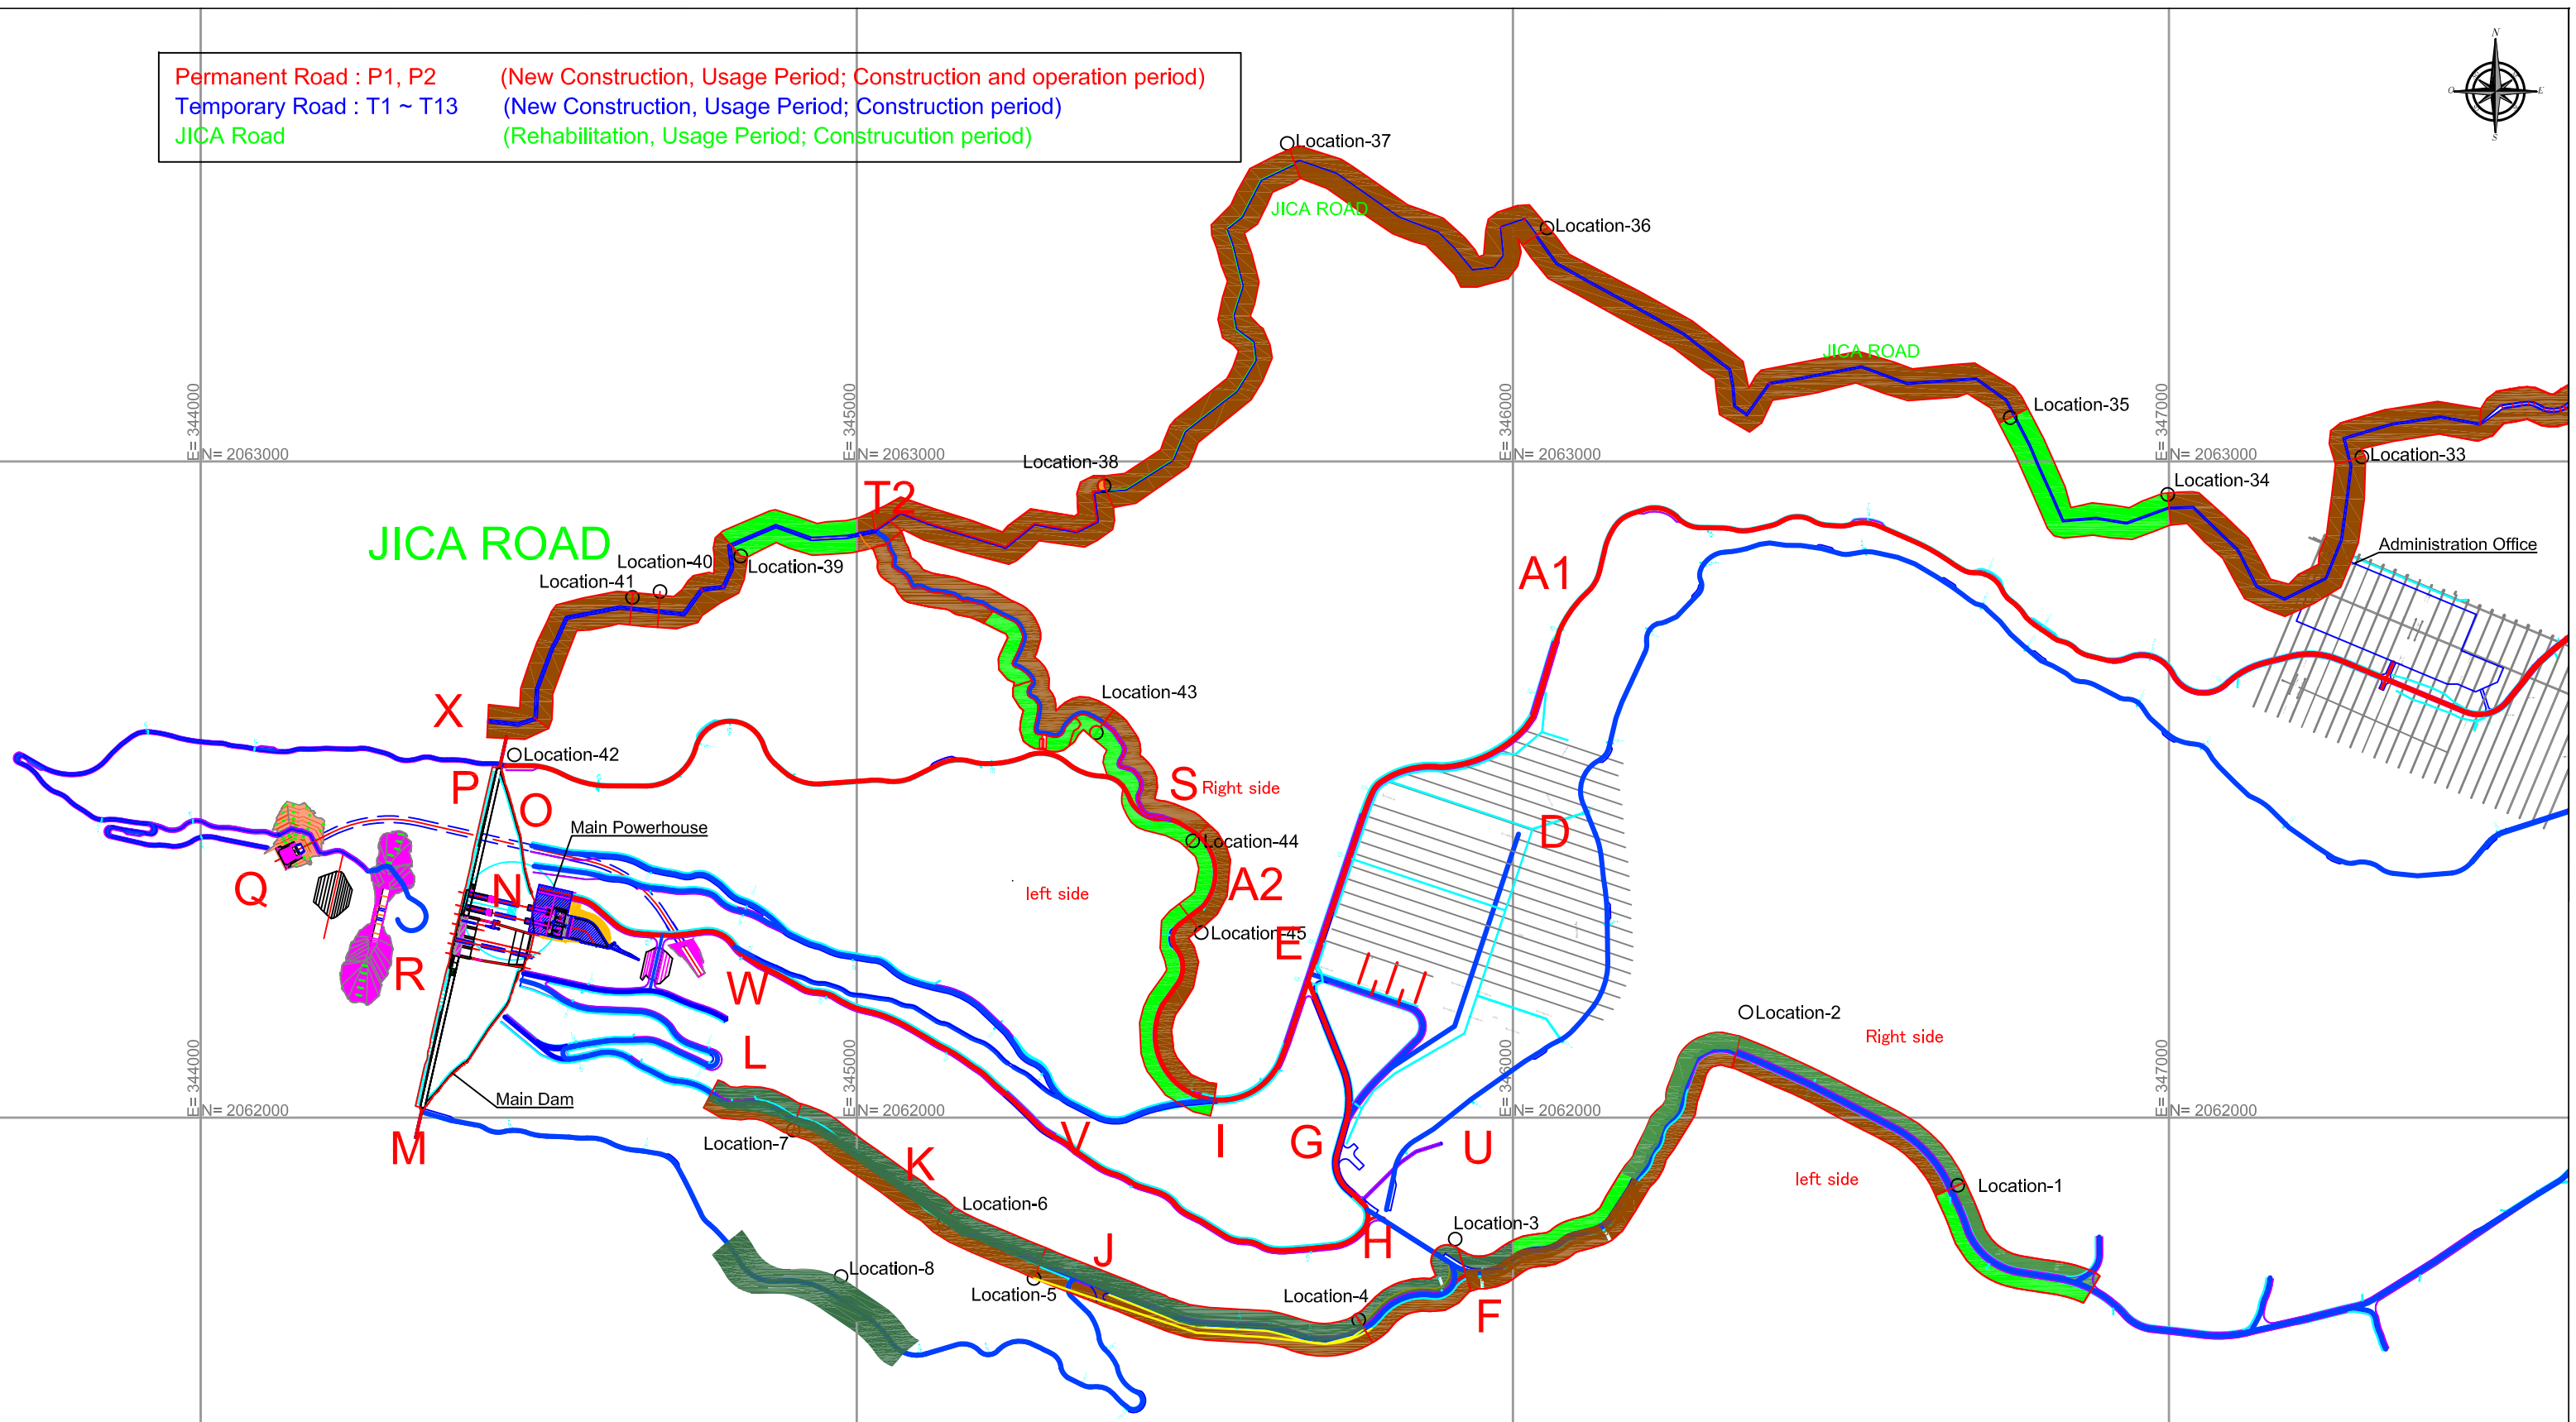 N
O
E
S
Permanent Road : P1, P2 (New Construction, Usage Period; Construction and operation period)
Temporary Road : T1 ~ T13 (New Construction, Usage Period; Construction period)
JICA Road (Rehabilitation, Usage Period; Construcution period)
Location-37
JICA ROAD
Location-36
JICA ROAD
E= 344000
E= 345000
E= 346000
E= 347000
Location-35
N= 2063000
N= 2063000
N= 2063000
N= 2063000
Location-33
Location-38
Location-34
T2
JICA ROAD
Administration Office
Location-40
Location-39
Location-41
A1
Location-43
X
Location-42
P
O
S
Right side
Main Powerhouse
D
Location-44
Q
N
left side
A2
Location-45
E
R
W
Location-2
Right side
L
E= 344000
E= 345000
E= 346000
E= 347000
Main Dam
N= 2062000
N= 2062000
N= 2062000
N= 2062000
M
Location-7
V
I
G
U
K
left side
Location-1
Location-6
Location-3
H
J
Location-8
Location-5
Location-4
F